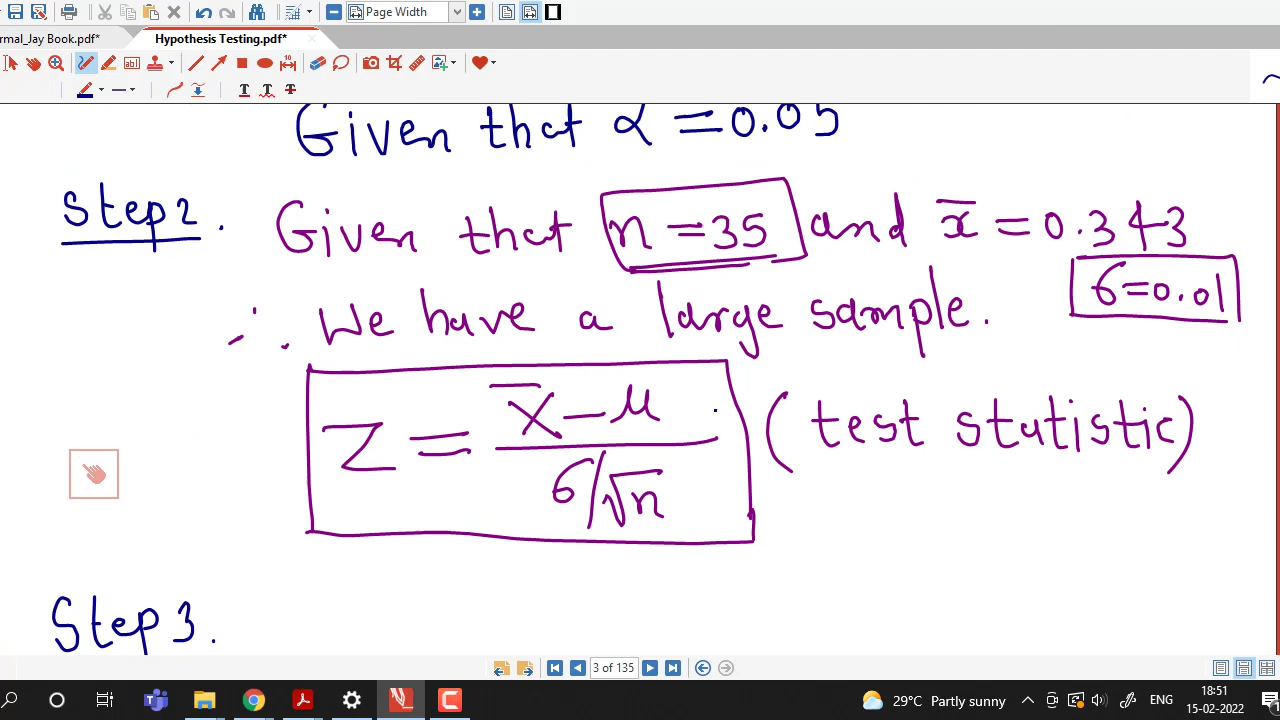 Page Width
rmal_Jay Book.pdf*
Hypothesis Testing.pdf*
Given that α = 0.05
Step 2. Given that n = 35 and x̄ = 0.343
σ = 0.01
∴ We have a large sample.
Z = (X̄ - μ) / (σ/√n) (test statistic)
Step 3.
3 of 135
29°C Partly sunny
ENG
18:51
15-02-2022